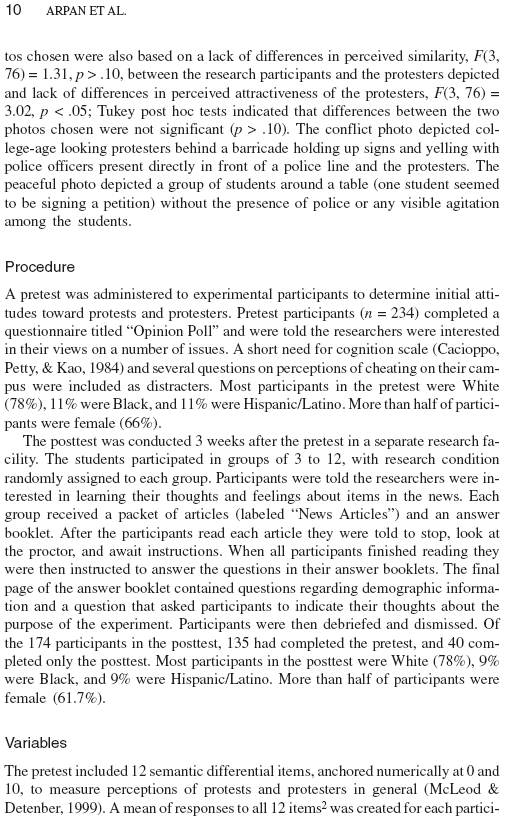 10 ARPAN ET AL.
tos chosen were also based on a lack of differences in perceived similarity, F(3,
76) = 1.31, p > .10, between the research participants and the protesters depicted
and lack of differences in perceived attractiveness of the protesters, F(3, 76) =
3.02, p < .05; Tukey post hoc tests indicated that differences between the two
photos chosen were not significant (p > .10). The conflict photo depicted col-
lege-age looking protesters behind a barricade holding up signs and yelling with
police officers present directly in front of a police line and the protesters. The
peaceful photo depicted a group of students around a table (one student seemed
to be signing a petition) without the presence of police or any visible agitation
among the students.
Procedure
A pretest was administered to experimental participants to determine initial atti-
tudes toward protests and protesters. Pretest participants (n = 234) completed a
questionnaire titled “Opinion Poll” and were told the researchers were interested
in their views on a number of issues. A short need for cognition scale (Cacioppo,
Petty, & Kao, 1984) and several questions on perceptions of cheating on their cam-
pus were included as distracters. Most participants in the pretest were White
(78%), 11% were Black, and 11% were Hispanic/Latino. More than half of partici-
pants were female (66%).
The posttest was conducted 3 weeks after the pretest in a separate research fa-
cility. The students participated in groups of 3 to 12, with research condition
randomly assigned to each group. Participants were told the researchers were in-
terested in learning their thoughts and feelings about items in the news. Each
group received a packet of articles (labeled “News Articles”) and an answer
booklet. After the participants read each article they were told to stop, look at
the proctor, and await instructions. When all participants finished reading they
were then instructed to answer the questions in their answer booklets. The final
page of the answer booklet contained questions regarding demographic informa-
tion and a question that asked participants to indicate their thoughts about the
purpose of the experiment. Participants were then debriefed and dismissed. Of
the 174 participants in the posttest, 135 had completed the pretest, and 40 com-
pleted only the posttest. Most participants in the posttest were White (78%), 9%
were Black, and 9% were Hispanic/Latino. More than half of participants were
female (61.7%).
Variables
The pretest included 12 semantic differential items, anchored numerically at 0 and
10, to measure perceptions of protests and protesters in general (McLeod &
Detenber, 1999). A mean of responses to all 12 items² was created for each partici-